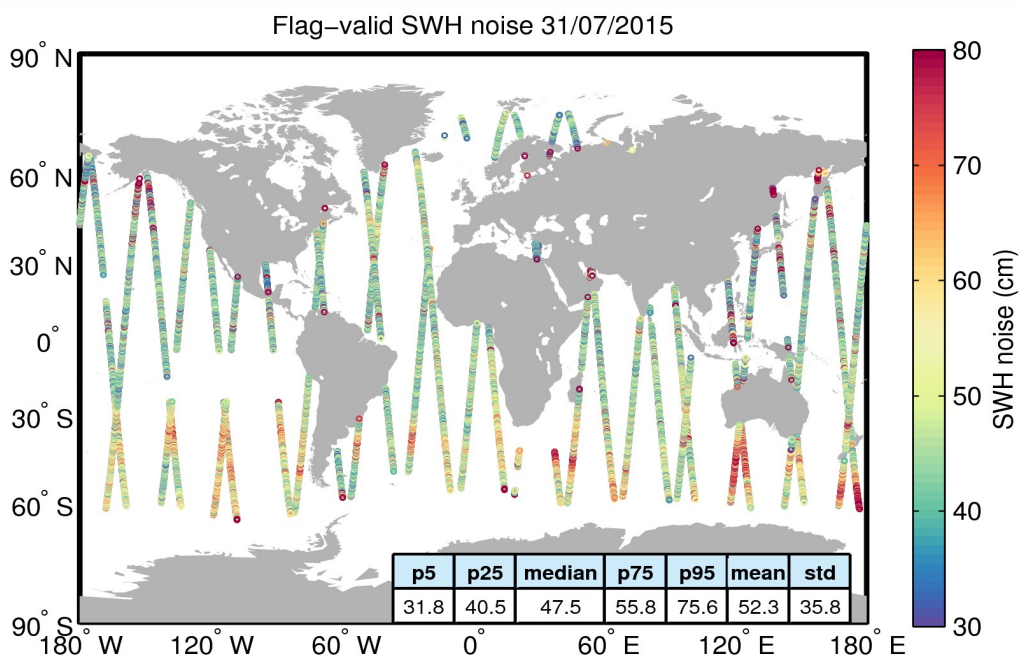 Flag−valid SWH noise 31/07/2015
90° N
60° N
30° N
0°
30° S
60° S
90° S
180° W
120° W
60° W
0°
60° E
120° E
180° E
80
70
60
50
40
30
SWH noise (cm)
p5 p25 median p75 p95 mean std
31.8 40.5 47.5 55.8 75.6 52.3 35.8